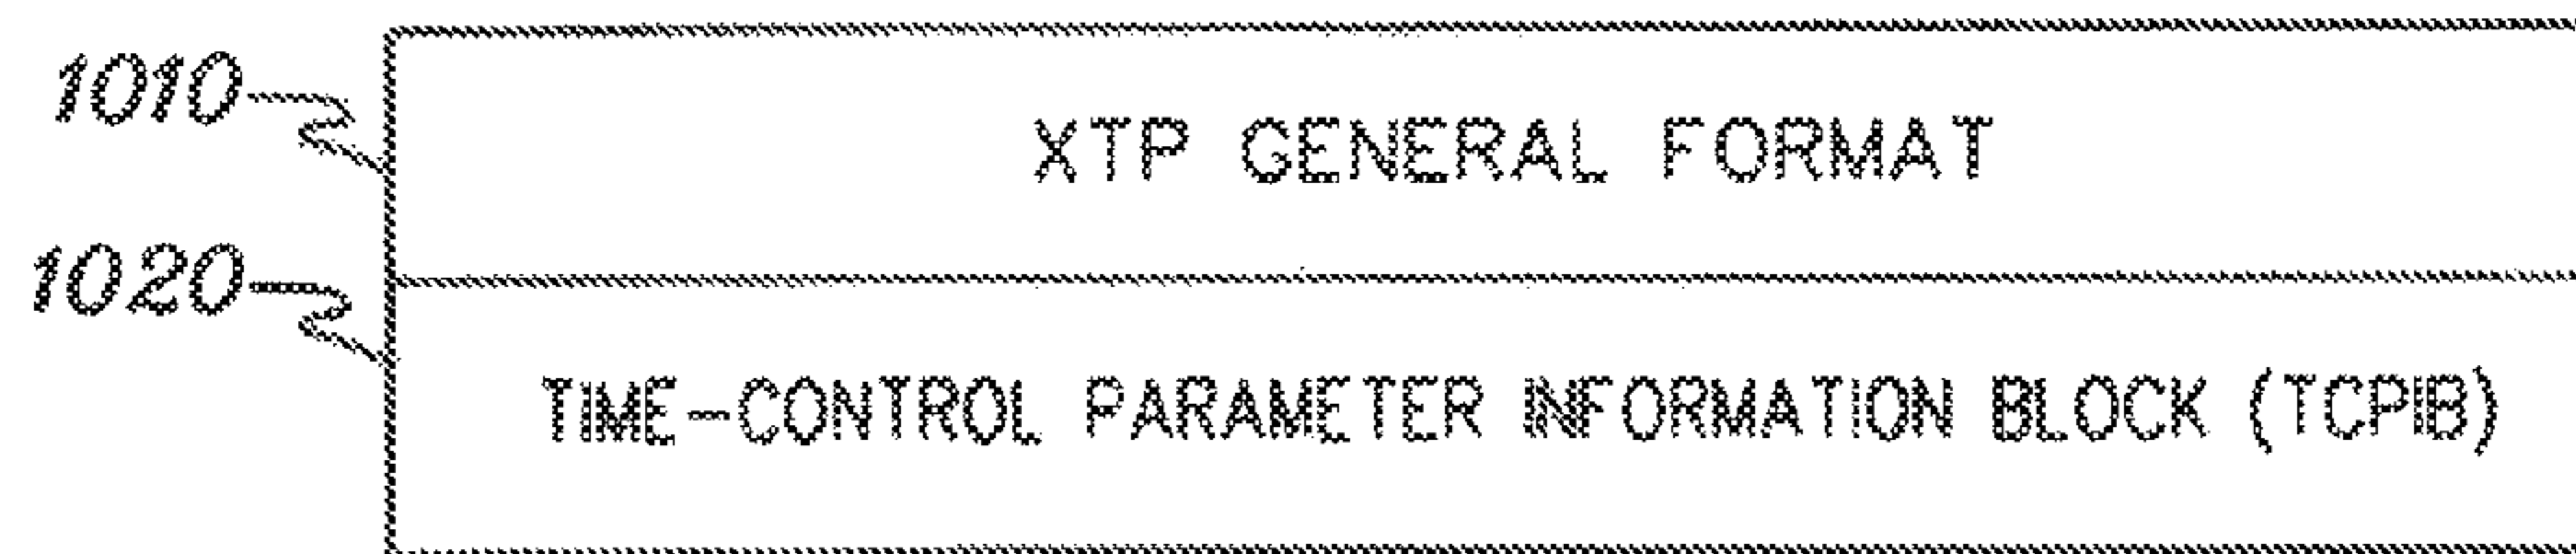 1010
XTP GENERAL FORMAT
1020
TIME-CONTROL PARAMETER INFORMATION BLOCK (TCPIB)